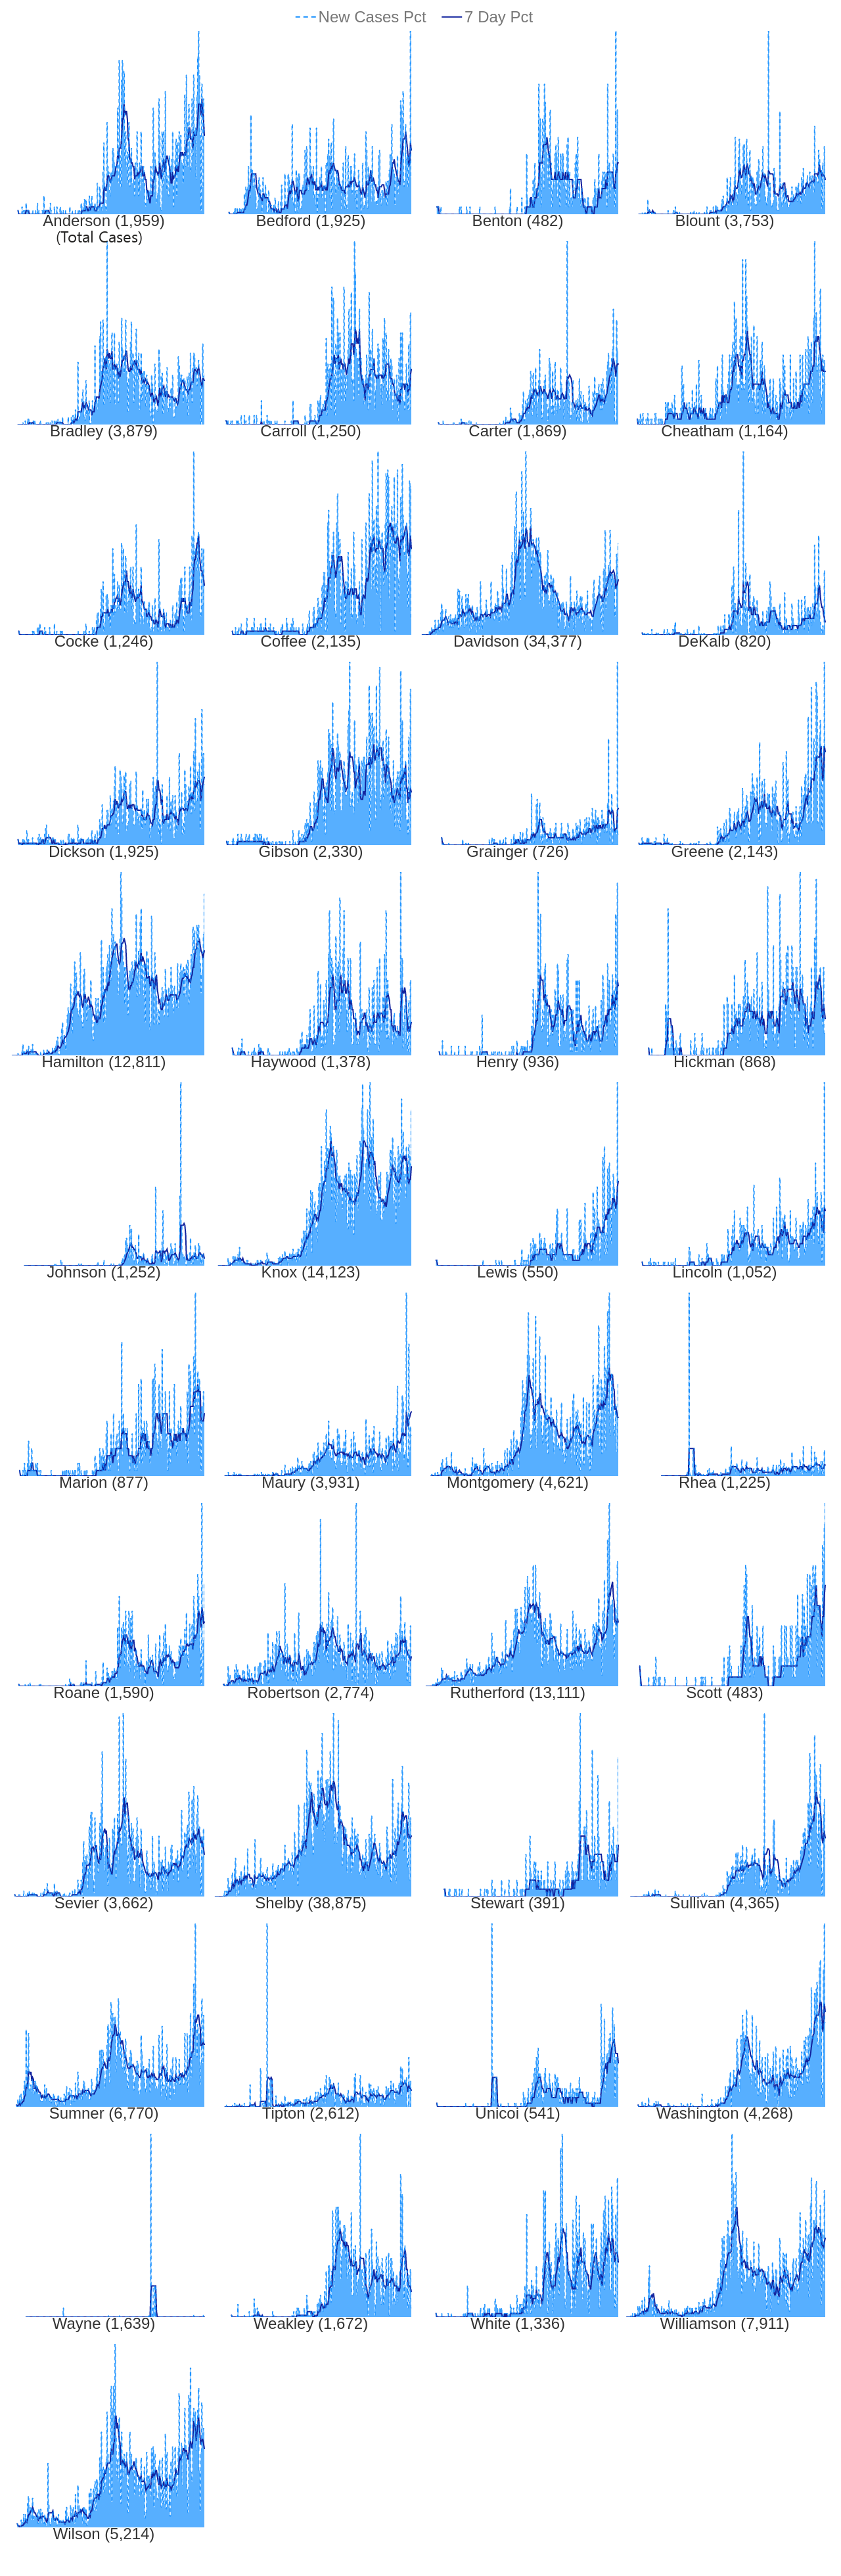 New Cases Pct 7 Day Pct
Anderson (1,959) Bedford (1,925) Benton (482) Blount (3,753)
(Total Cases)
Bradley (3,879) Carroll (1,250) Carter (1,869) Cheatham (1,164)
Cocke (1,246) Coffee (2,135) Davidson (34,377) DeKalb (820)
Dickson (1,925) Gibson (2,330) Grainger (726) Greene (2,143)
Hamilton (12,811) Haywood (1,378) Henry (936) Hickman (868)
Johnson (1,252) Knox (14,123) Lewis (550) Lincoln (1,052)
Marion (877) Maury (3,931) Montgomery (4,621) Rhea (1,225)
Roane (1,590) Robertson (2,774) Rutherford (13,111) Scott (483)
Sevier (3,662) Shelby (38,875) Stewart (391) Sullivan (4,365)
Sumner (6,770) Tipton (2,612) Unicoi (541) Washington (4,268)
Wayne (1,639) Weakley (1,672) White (1,336) Williamson (7,911)
Wilson (5,214)